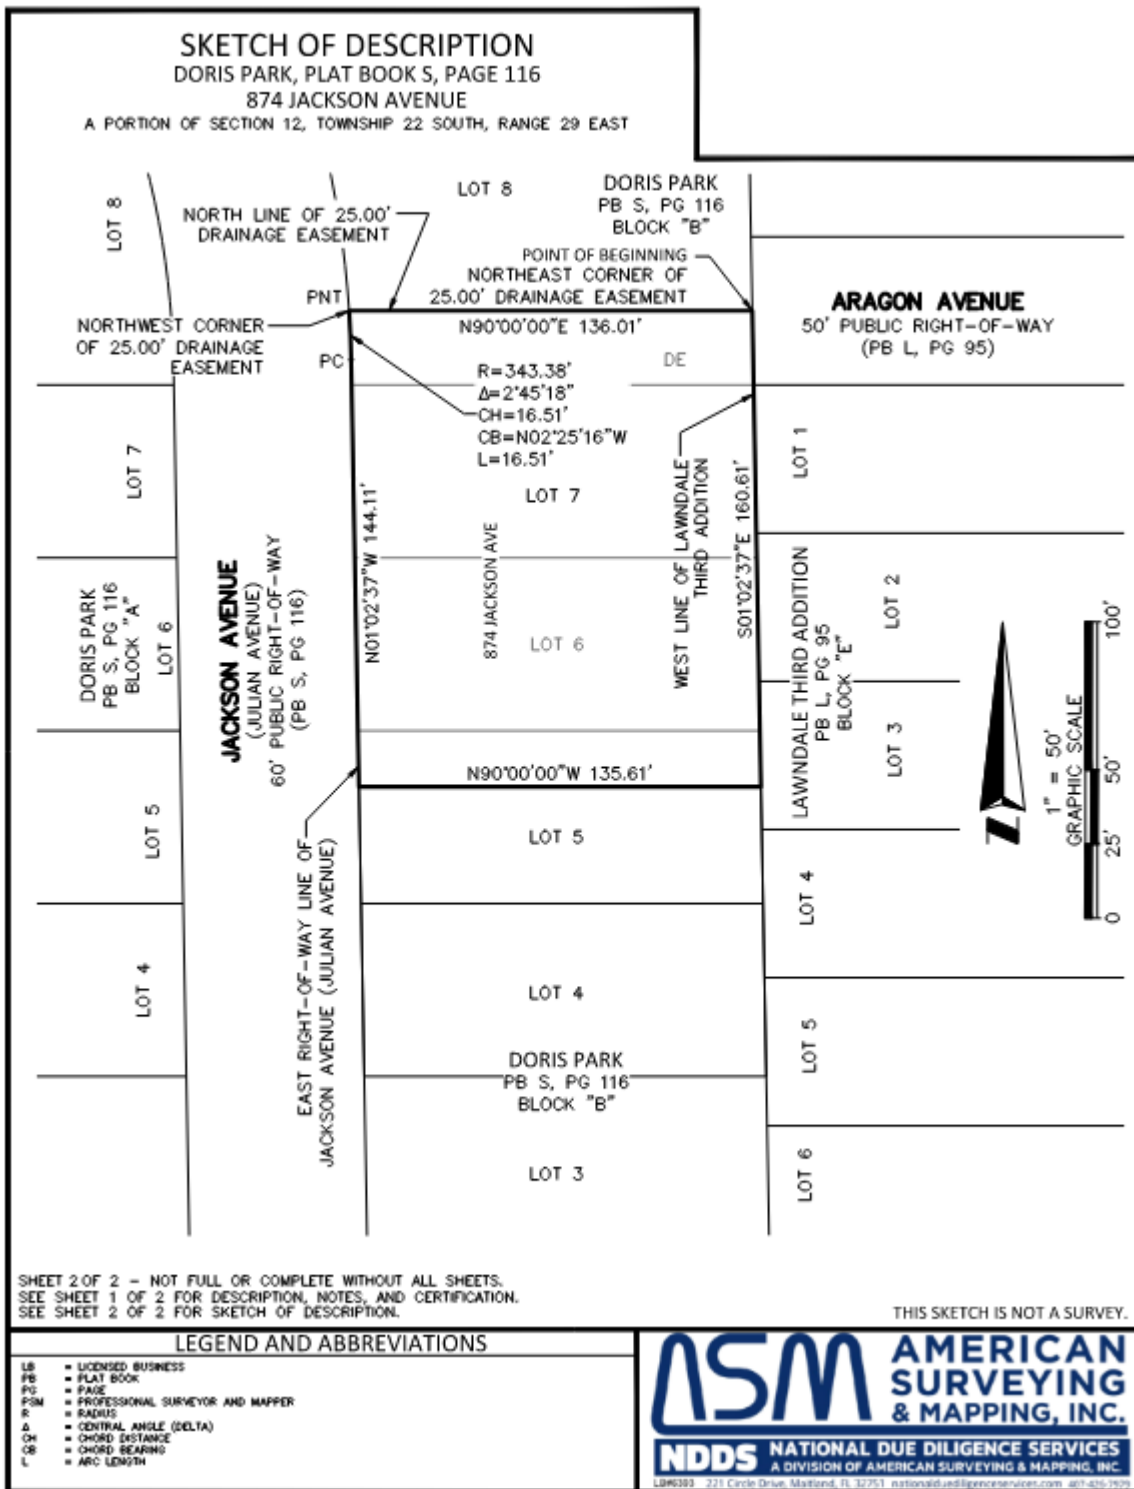 SKETCH OF DESCRIPTION
DORIS PARK, PLAT BOOK S, PAGE 116
874 JACKSON AVENUE
A PORTION OF SECTION 12, TOWNSHIP 22 SOUTH, RANGE 29 EAST
LOT 8
LOT 8
DORIS PARK
PB S, PG 116
BLOCK "B"
NORTH LINE OF 25.00'
DRAINAGE EASEMENT
POINT OF BEGINNING
NORTHEAST CORNER OF
25.00' DRAINAGE EASEMENT
PNT
NORTHWEST CORNER
OF 25.00' DRAINAGE
EASEMENT
PC
N90°00'00"E 136.01'
DE
ARAGON AVENUE
50' PUBLIC RIGHT-OF-WAY
(PB L, PG 95)
R=343.38'
Δ=2°45'18"
CH=16.51'
CB=N02°25'16"W
L=16.51'
LOT 7
LOT 7
LOT 1
N01°02'37"W 144.11'
874 JACKSON AVE
WEST LINE OF LAWNDALE
THIRD ADDITION
S01°02'37"E 160.61'
DORIS PARK
PB S, PG 116
BLOCK "A"
LOT 6
JACKSON AVENUE
(JULIAN AVENUE)
60' PUBLIC RIGHT-OF-WAY
(PB S, PG 116)
LOT 6
LAWNDALE THIRD ADDITION
PB L, PG 95
BLOCK "E"
LOT 2
LOT 3
N90°00'00"W 135.61'
1" = 50'
GRAPHIC SCALE
0
25'
50'
100'
LOT 5
LOT 5
EAST RIGHT-OF-WAY LINE OF
JACKSON AVENUE (JULIAN AVENUE)
LOT 4
LOT 4
LOT 4
LOT 5
DORIS PARK
PB S, PG 116
BLOCK "B"
LOT 3
LOT 6
SHEET 2 OF 2 - NOT FULL OR COMPLETE WITHOUT ALL SHEETS.
SEE SHEET 1 OF 2 FOR DESCRIPTION, NOTES, AND CERTIFICATION.
SEE SHEET 2 OF 2 FOR SKETCH OF DESCRIPTION.
THIS SKETCH IS NOT A SURVEY.
LEGEND AND ABBREVIATIONS
LB = LICENSED BUSINESS
PB = PLAT BOOK
PG = PAGE
PSM = PROFESSIONAL SURVEYOR AND MAPPER
R = RADIUS
Δ = CENTRAL ANGLE (DELTA)
CH = CHORD DISTANCE
CB = CHORD BEARING
L = ARC LENGTH
ASM
AMERICAN
SURVEYING
& MAPPING, INC.
NDDS NATIONAL DUE DILIGENCE SERVICES
A DIVISION OF AMERICAN SURVEYING & MAPPING, INC.
221 Circle Drive, Maitland, FL 32751 nationalduediligenceservices.com